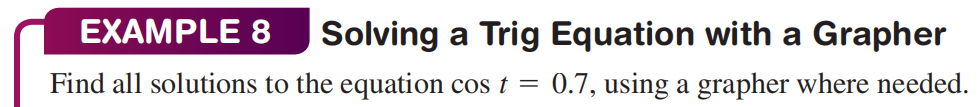 EXAMPLE 8 Solving a Trig Equation with a Grapher
Find all solutions to the equation cos t = 0.7, using a grapher where needed.